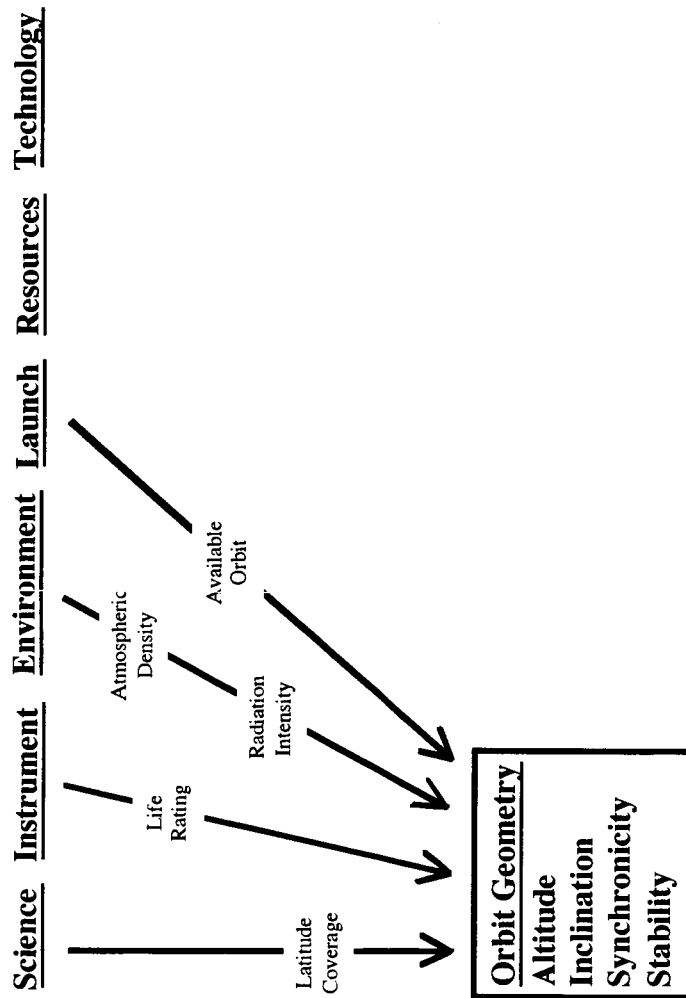 Science Instrument Environment Launch Resources Technology
Atmospheric
Density
Available
Orbit
Life
Rating
Radiation
Intensity
Latitude
Coverage
Orbit Geometry
Altitude
Inclination
Synchronicity
Stability